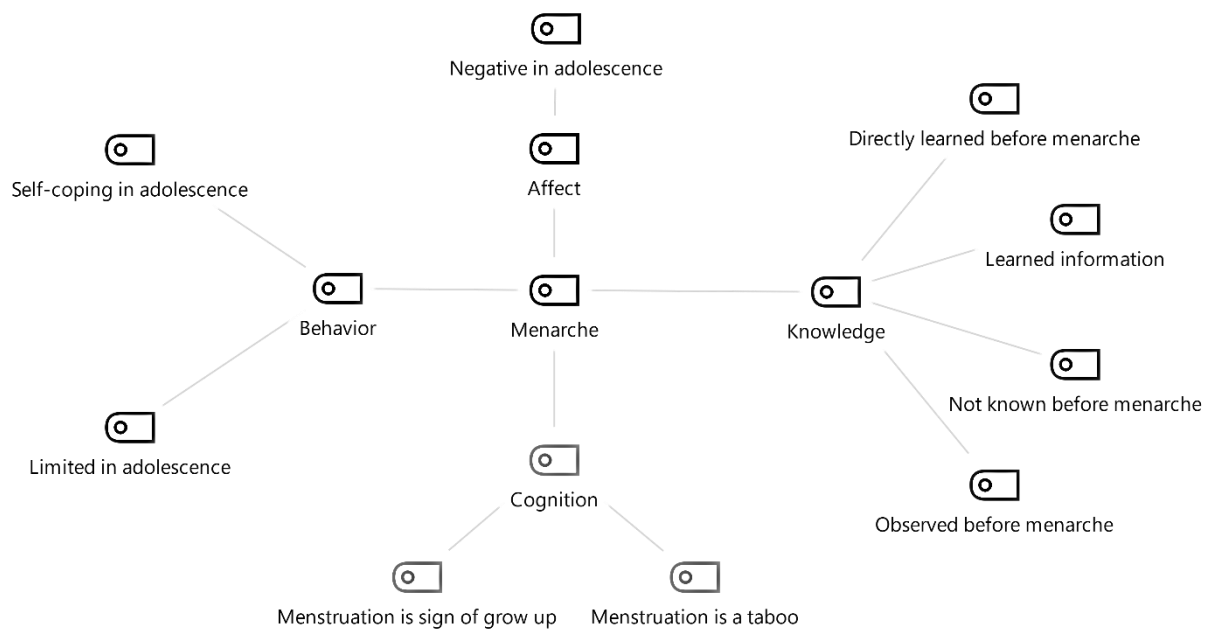 Negative in adolescence
Directly learned before menarche
Self-coping in adolescence
Affect
Learned information
Behavior
Menarche
Knowledge
Not known before menarche
Limited in adolescence
Cognition
Observed before menarche
Menstruation is sign of grow up
Menstruation is a taboo